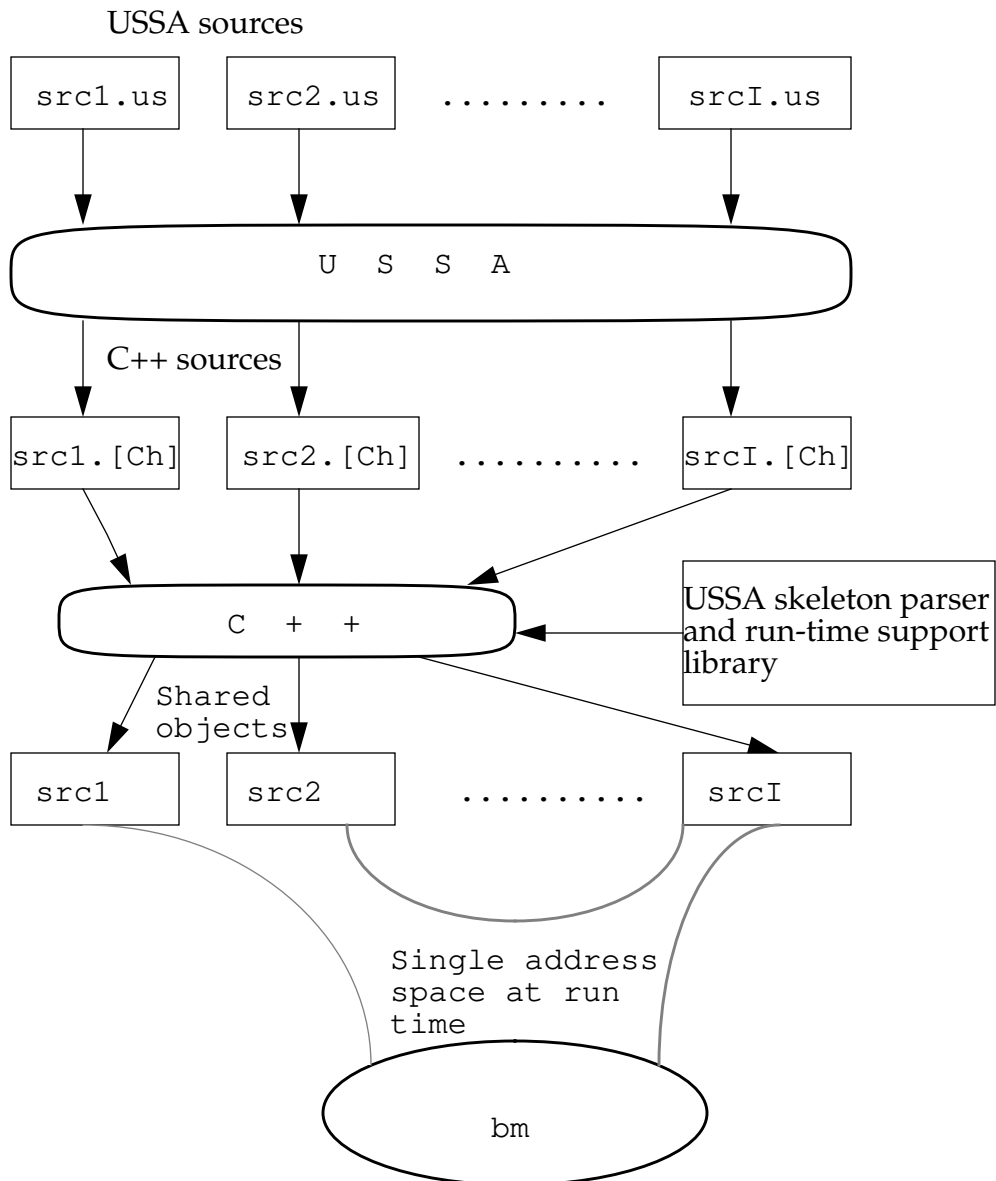 USSA sources
src1.us src2.us ......... srcI.us
U S S A
C++ sources
src1.[Ch] src2.[Ch] .......... srcI.[Ch]
C + +
USSA skeleton parser
and run-time support
library
Shared
objects
src1 src2 .......... srcI
Single address
space at run
time
bm